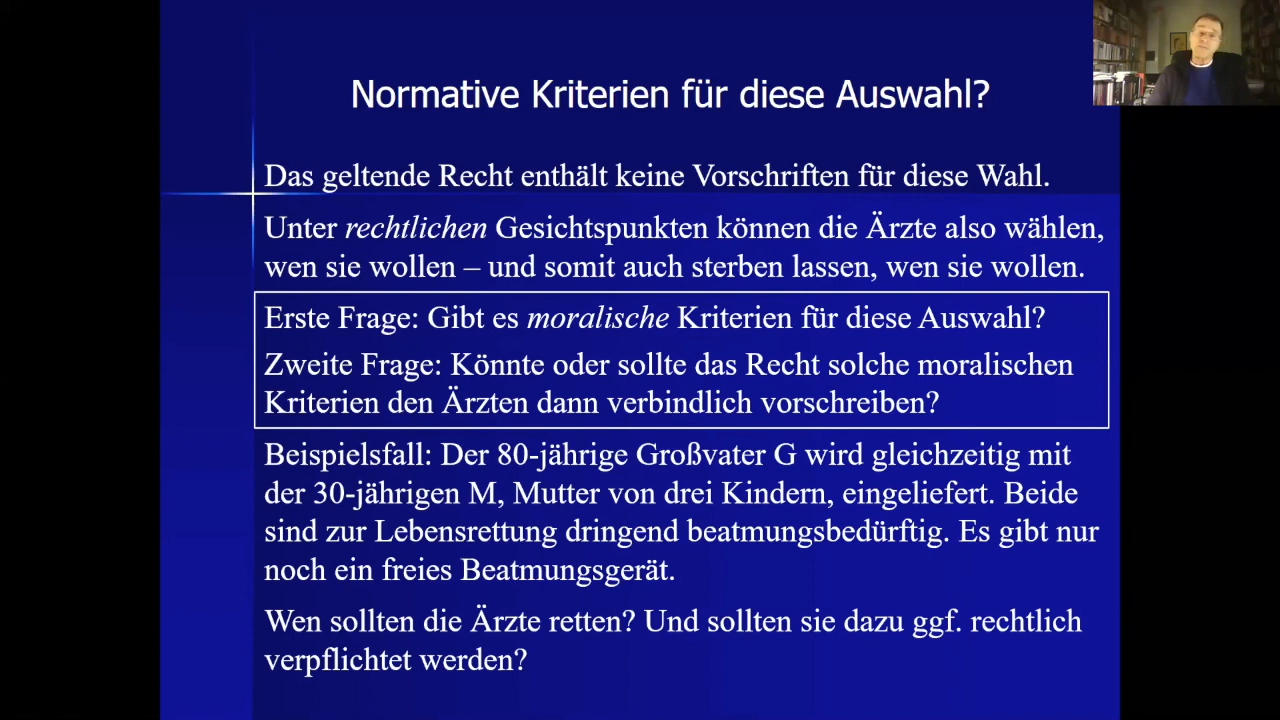 Normative Kriterien für diese Auswahl?
Das geltende Recht enthält keine Vorschriften für diese Wahl.
Unter rechtlichen Gesichtspunkten können die Ärzte also wählen,
wen sie wollen – und somit auch sterben lassen, wen sie wollen.
Erste Frage: Gibt es moralische Kriterien für diese Auswahl?
Zweite Frage: Könnte oder sollte das Recht solche moralischen
Kriterien den Ärzten dann verbindlich vorschreiben?
Beispielsfall: Der 80-jährige Großvater G wird gleichzeitig mit
der 30-jährigen M, Mutter von drei Kindern, eingeliefert. Beide
sind zur Lebensrettung dringend beatmungsbedürftig. Es gibt nur
noch ein freies Beatmungsgerät.
Wen sollten die Ärzte retten? Und sollten sie dazu ggf. rechtlich
verpflichtet werden?